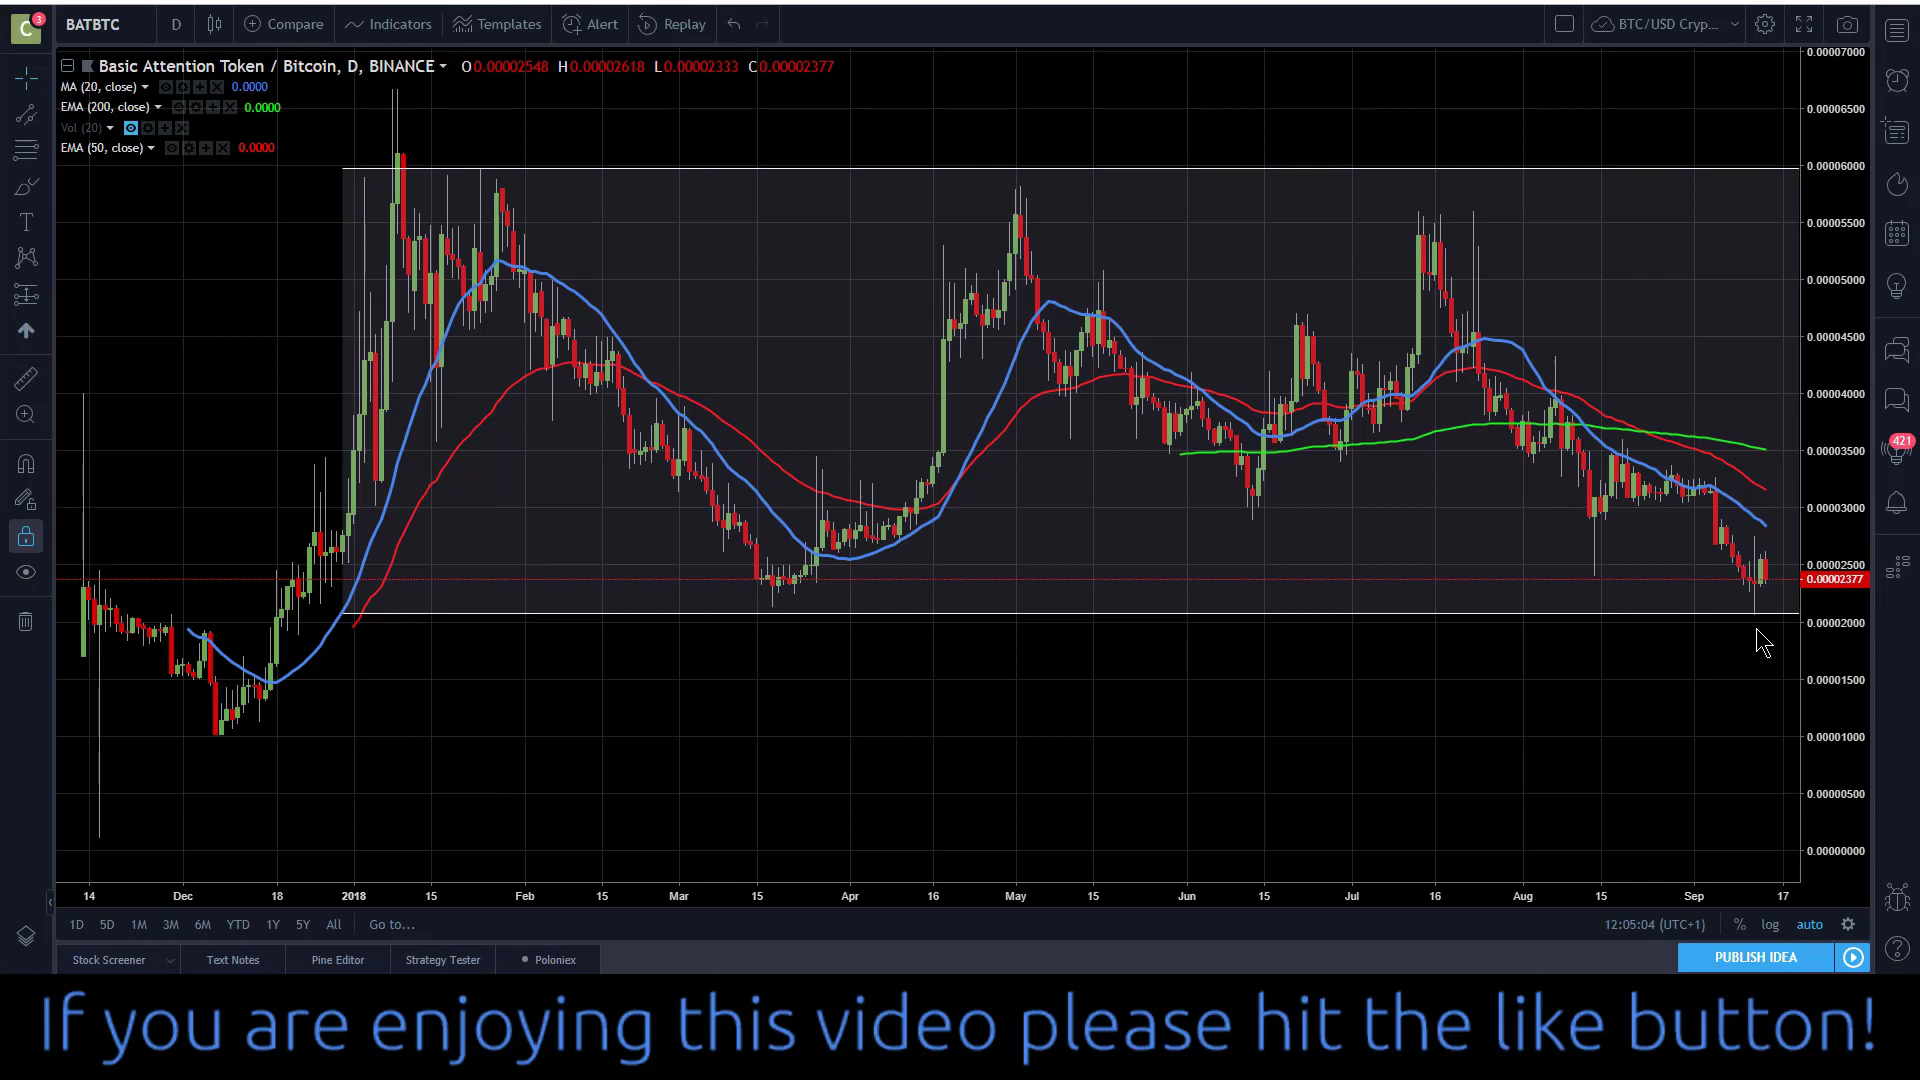 C 3 BATBTC D Compare Indicators Templates Alert Replay BTC/USD Cryp...
Basic Attention Token / Bitcoin, D, BINANCE O0.00002548 H0.00002618 L0.00002333 C0.00002377
MA (20, close) 0.0000
EMA (200, close) 0.0000
Vol (20)
EMA (50, close) 0.0000
0.00007000
0.00006500
0.00006000
0.00005500
0.00005000
0.00004500
0.00004000
0.00003500
0.00003000
0.00002500
0.00002377
0.00002000
0.00001500
0.00001000
0.00000500
0.00000000
421
14 Dec 18 2018 15 Feb 15 Mar 15 Apr 16 May 15 Jun 15 Jul 16 Aug 15 Sep 17
1D 5D 1M 3M 6M YTD 1Y 5Y All Go to... 12:05:04 (UTC+1) % log auto
Stock Screener Text Notes Pine Editor Strategy Tester Poloniex PUBLISH IDEA
If you are enjoying this video please hit the like button!